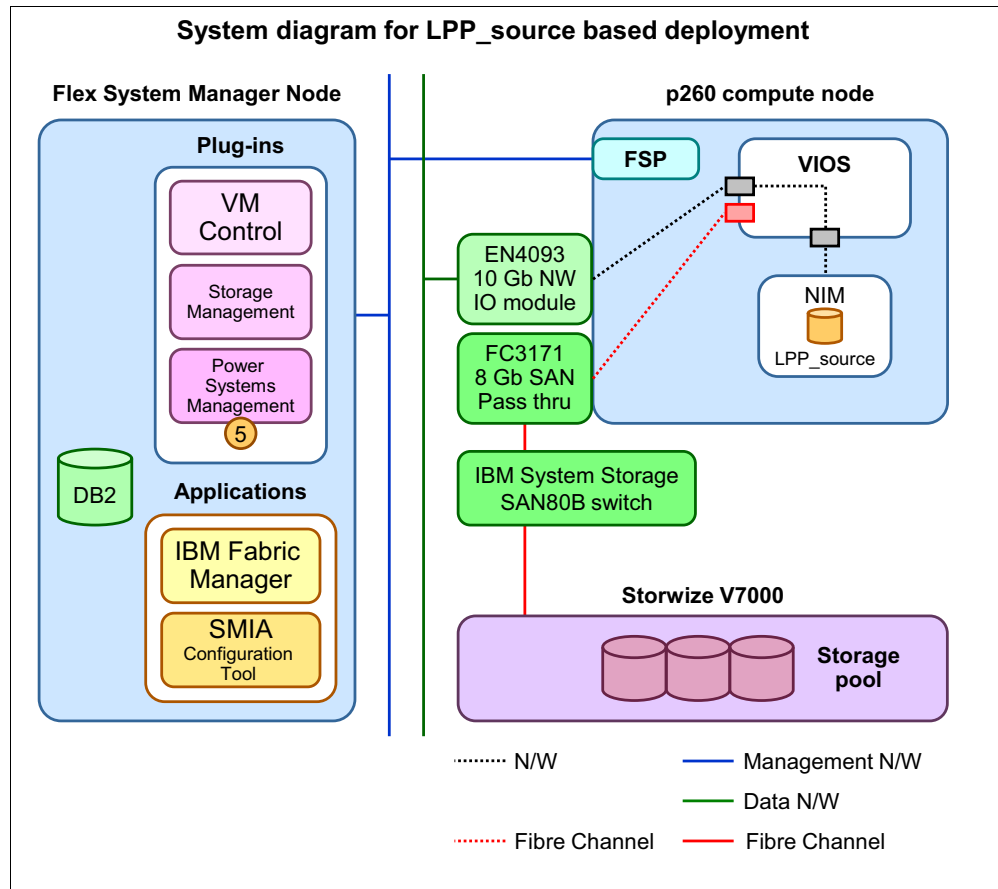 System diagram for LPP_source based deployment
Flex System Manager Node
p260 compute node
Plug-ins
VM
Control
Storage
Management
Power
Systems
Management
5
DB2
Applications
IBM Fabric
Manager
SMIA
Configuration
Tool
FSP
VIOS
EN4093
10 Gb NW
IO module
NIM
LPP_source
FC3171
8 Gb SAN
Pass thru
IBM System Storage
SAN80B switch
Storwize V7000
Storage
pool
N/W
Management N/W
Data N/W
Fibre Channel
Fibre Channel